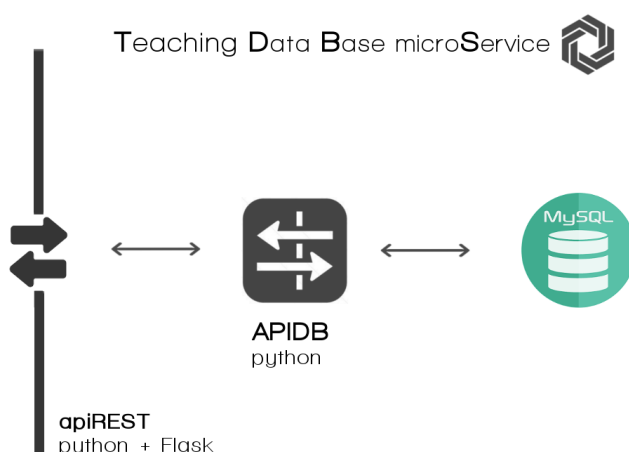 Teaching Data Base microService
MySQL
APIDB
python
apiREST
python + Flask